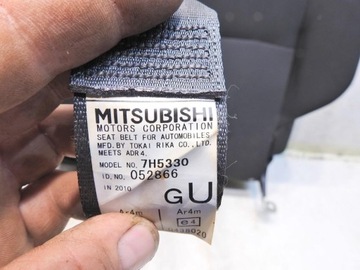 MITSUBISHI
MOTORS CORPORATION
SEAT BELT FOR AUTOMOBILES
MFD. BY TOKAI RIKA CO., LTD.
MEETS ADR4.
MODEL NO. 7H5330
ID. NO. 052866
IN 2010 GU
Ar4m Ar4m
e4
038020